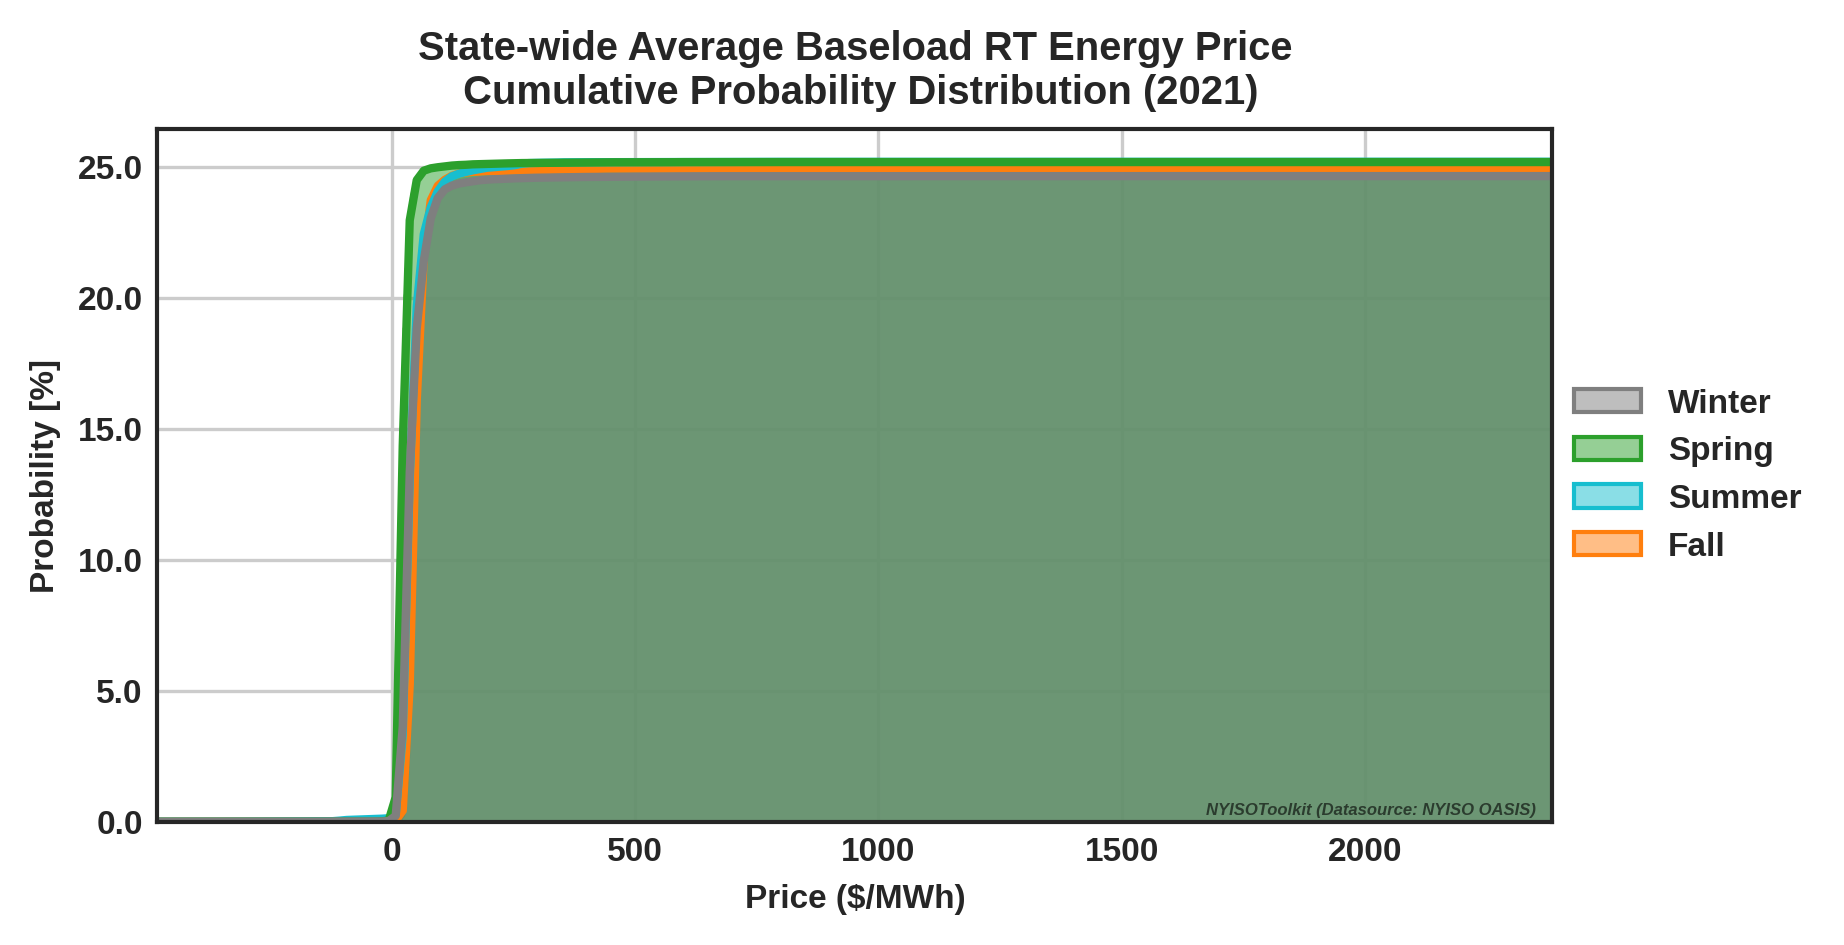 State-wide Average Baseload RT Energy Price
Cumulative Probability Distribution (2021)
Probability [%]
25.0
20.0
15.0
10.0
5.0
0.0
0
500
1000
1500
2000
Price ($/MWh)
NYISOToolkit (Datasource: NYISO OASIS)
Winter
Spring
Summer
Fall